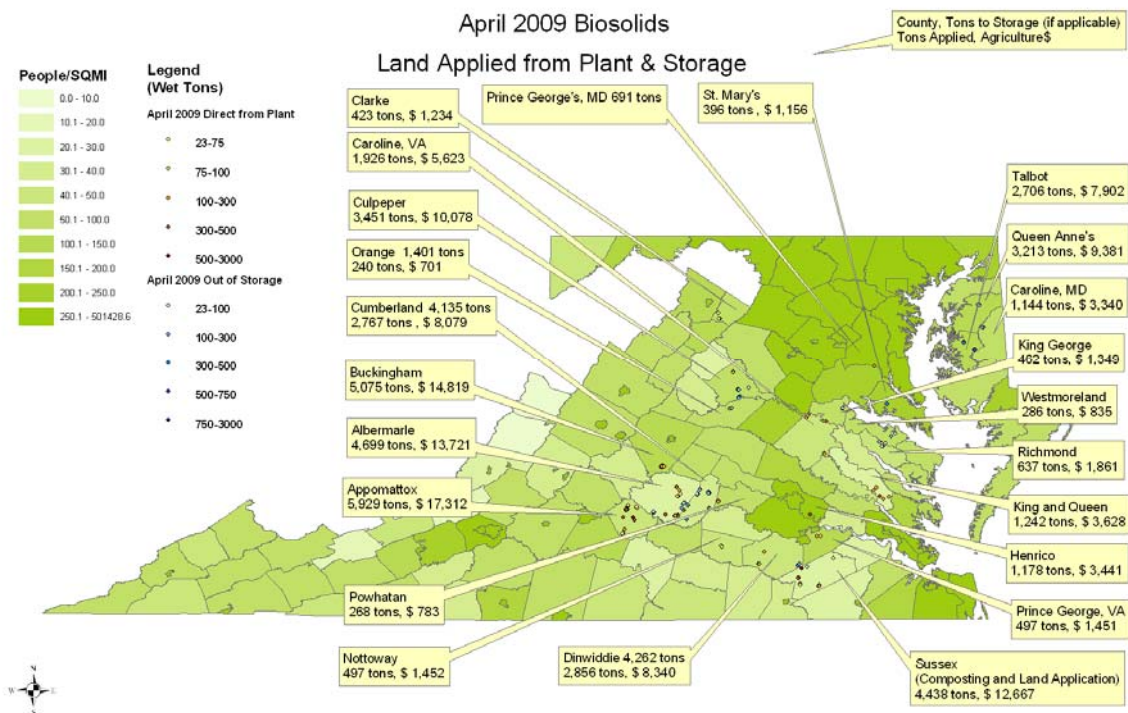 April 2009 Biosolids
Land Applied from Plant & Storage
County, Tons to Storage (if applicable)
Tons Applied, Agriculture$
People/SQMI
0.0 - 10.0
10.1 - 20.0
20.1 - 30.0
30.1 - 40.0
40.1 - 50.0
50.1 - 100.0
100.1 - 150.0
150.1 - 200.0
200.1 - 250.0
250.1 - 501428.6
Legend
(Wet Tons)
April 2009 Direct from Plant
23-75
75-100
100-300
300-500
500-3000
April 2009 Out of Storage
23-100
100-300
300-500
500-750
750-3000
Clarke
423 tons, $ 1,234
Prince George's, MD 691 tons
St. Mary's
396 tons , $ 1,156
Caroline, VA
1,926 tons, $ 5,623
Culpeper
3,451 tons, $ 10,078
Orange 1,401 tons
240 tons, $ 701
Cumberland 4,135 tons
2,767 tons , $ 8,079
Buckingham
5,075 tons, $ 14,819
Albermarle
4,699 tons, $ 13,721
Appomattox
5,929 tons, $ 17,312
Powhatan
268 tons, $ 783
Nottoway
497 tons, $ 1,452
Dinwiddie 4,262 tons
2,856 tons, $ 8,340
Talbot
2,706 tons, $ 7,902
Queen Anne's
3,213 tons, $ 9,381
Caroline, MD
1,144 tons, $ 3,340
King George
462 tons, $ 1,349
Westmoreland
286 tons, $ 835
Richmond
637 tons, $ 1,861
King and Queen
1,242 tons, $ 3,628
Henrico
1,178 tons, $ 3,441
Prince George, VA
497 tons, $ 1,451
Sussex
(Composting and Land Application)
4,438 tons, $ 12,667
N
W E
S